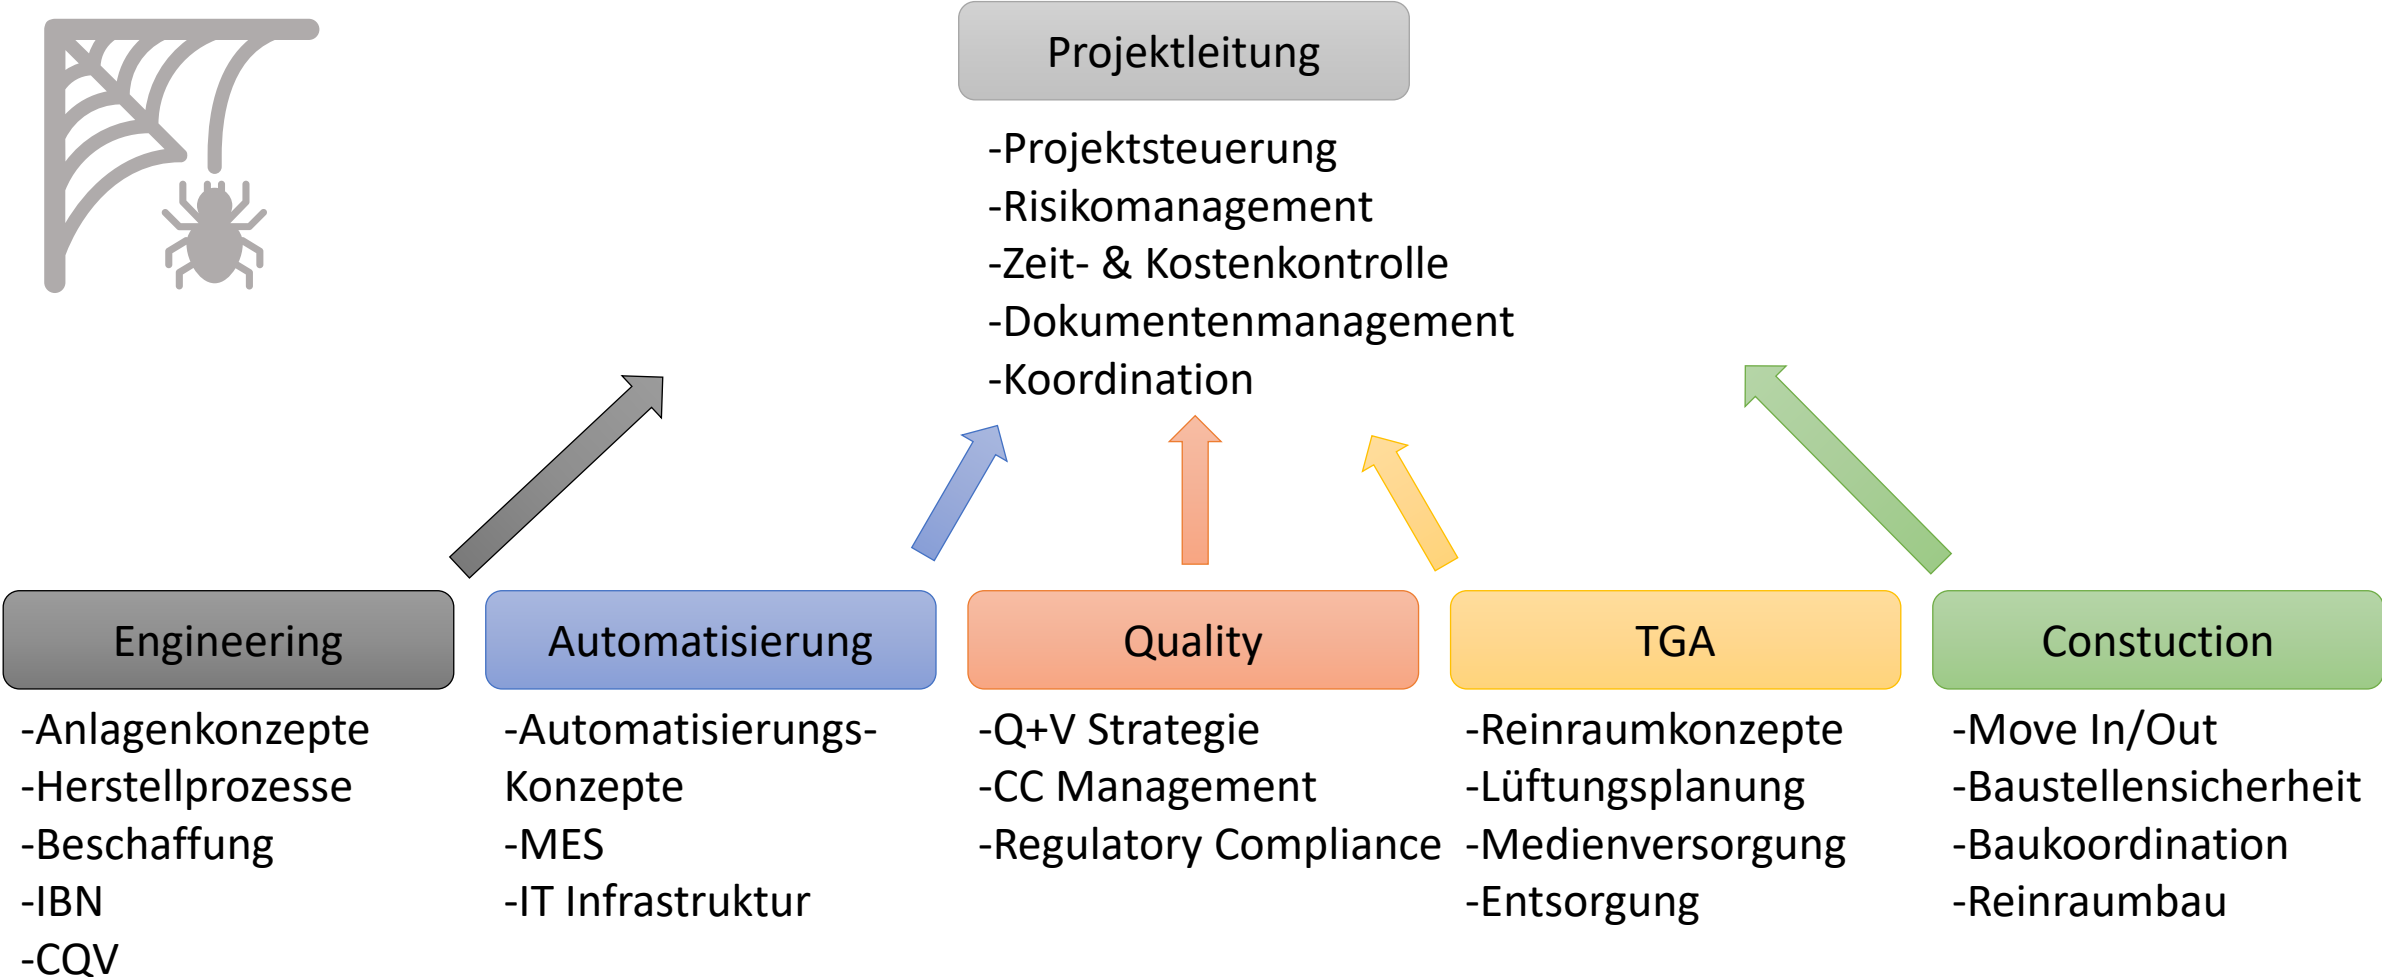 Projektleitung
-Projektsteuerung
-Risikomanagement
-Zeit- & Kostenkontrolle
-Dokumentenmanagement
-Koordination
Engineering
-Anlagenkonzepte
-Herstellprozesse
-Beschaffung
-IBN
-CQV
Automatisierung
-Automatisierungs-
Konzepte
-MES
-IT Infrastruktur
Quality
-Q+V Strategie
-CC Management
-Regulatory Compliance
TGA
-Reinraumkonzepte
-Lüftungsplanung
-Medienversorgung
-Entsorgung
Constuction
-Move In/Out
-Baustellensicherheit
-Baukoordination
-Reinraumbau